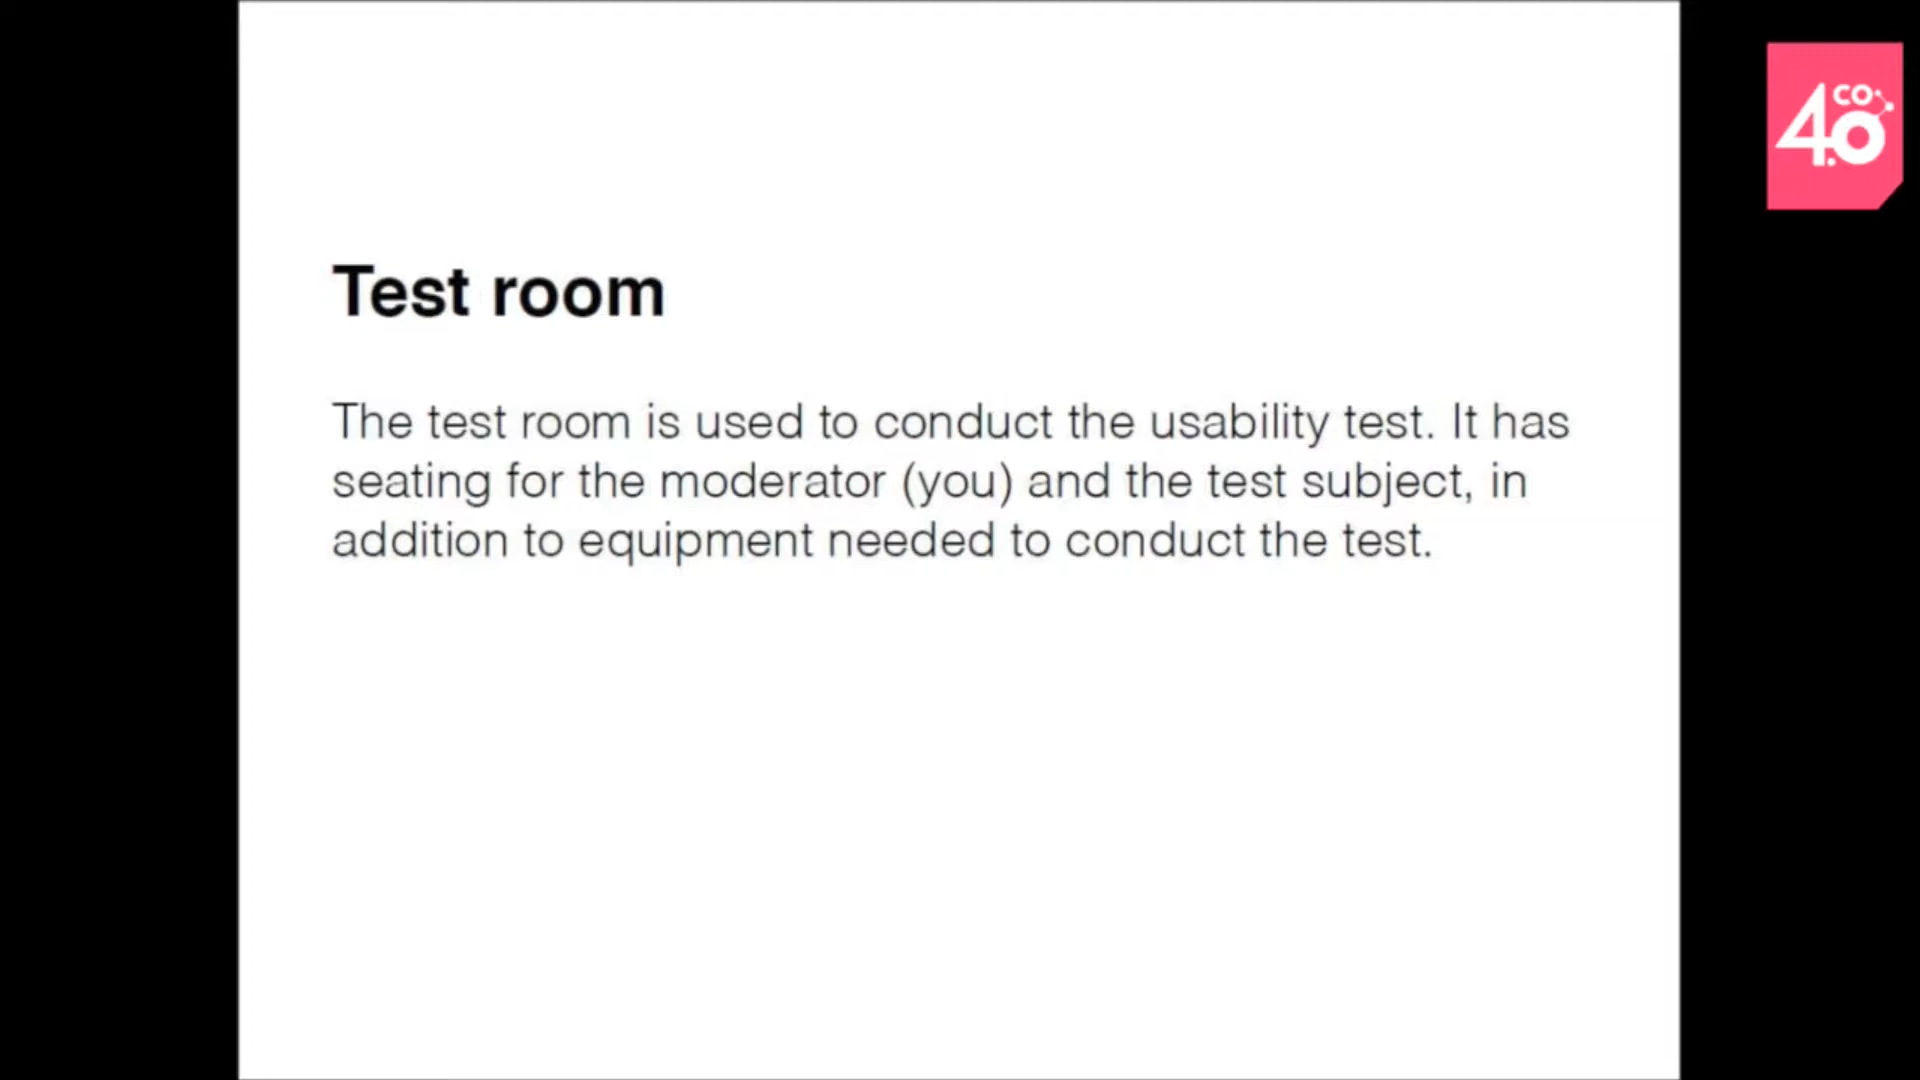 CO
4.0
Test room
The test room is used to conduct the usability test. It has
seating for the moderator (you) and the test subject, in
addition to equipment needed to conduct the test.